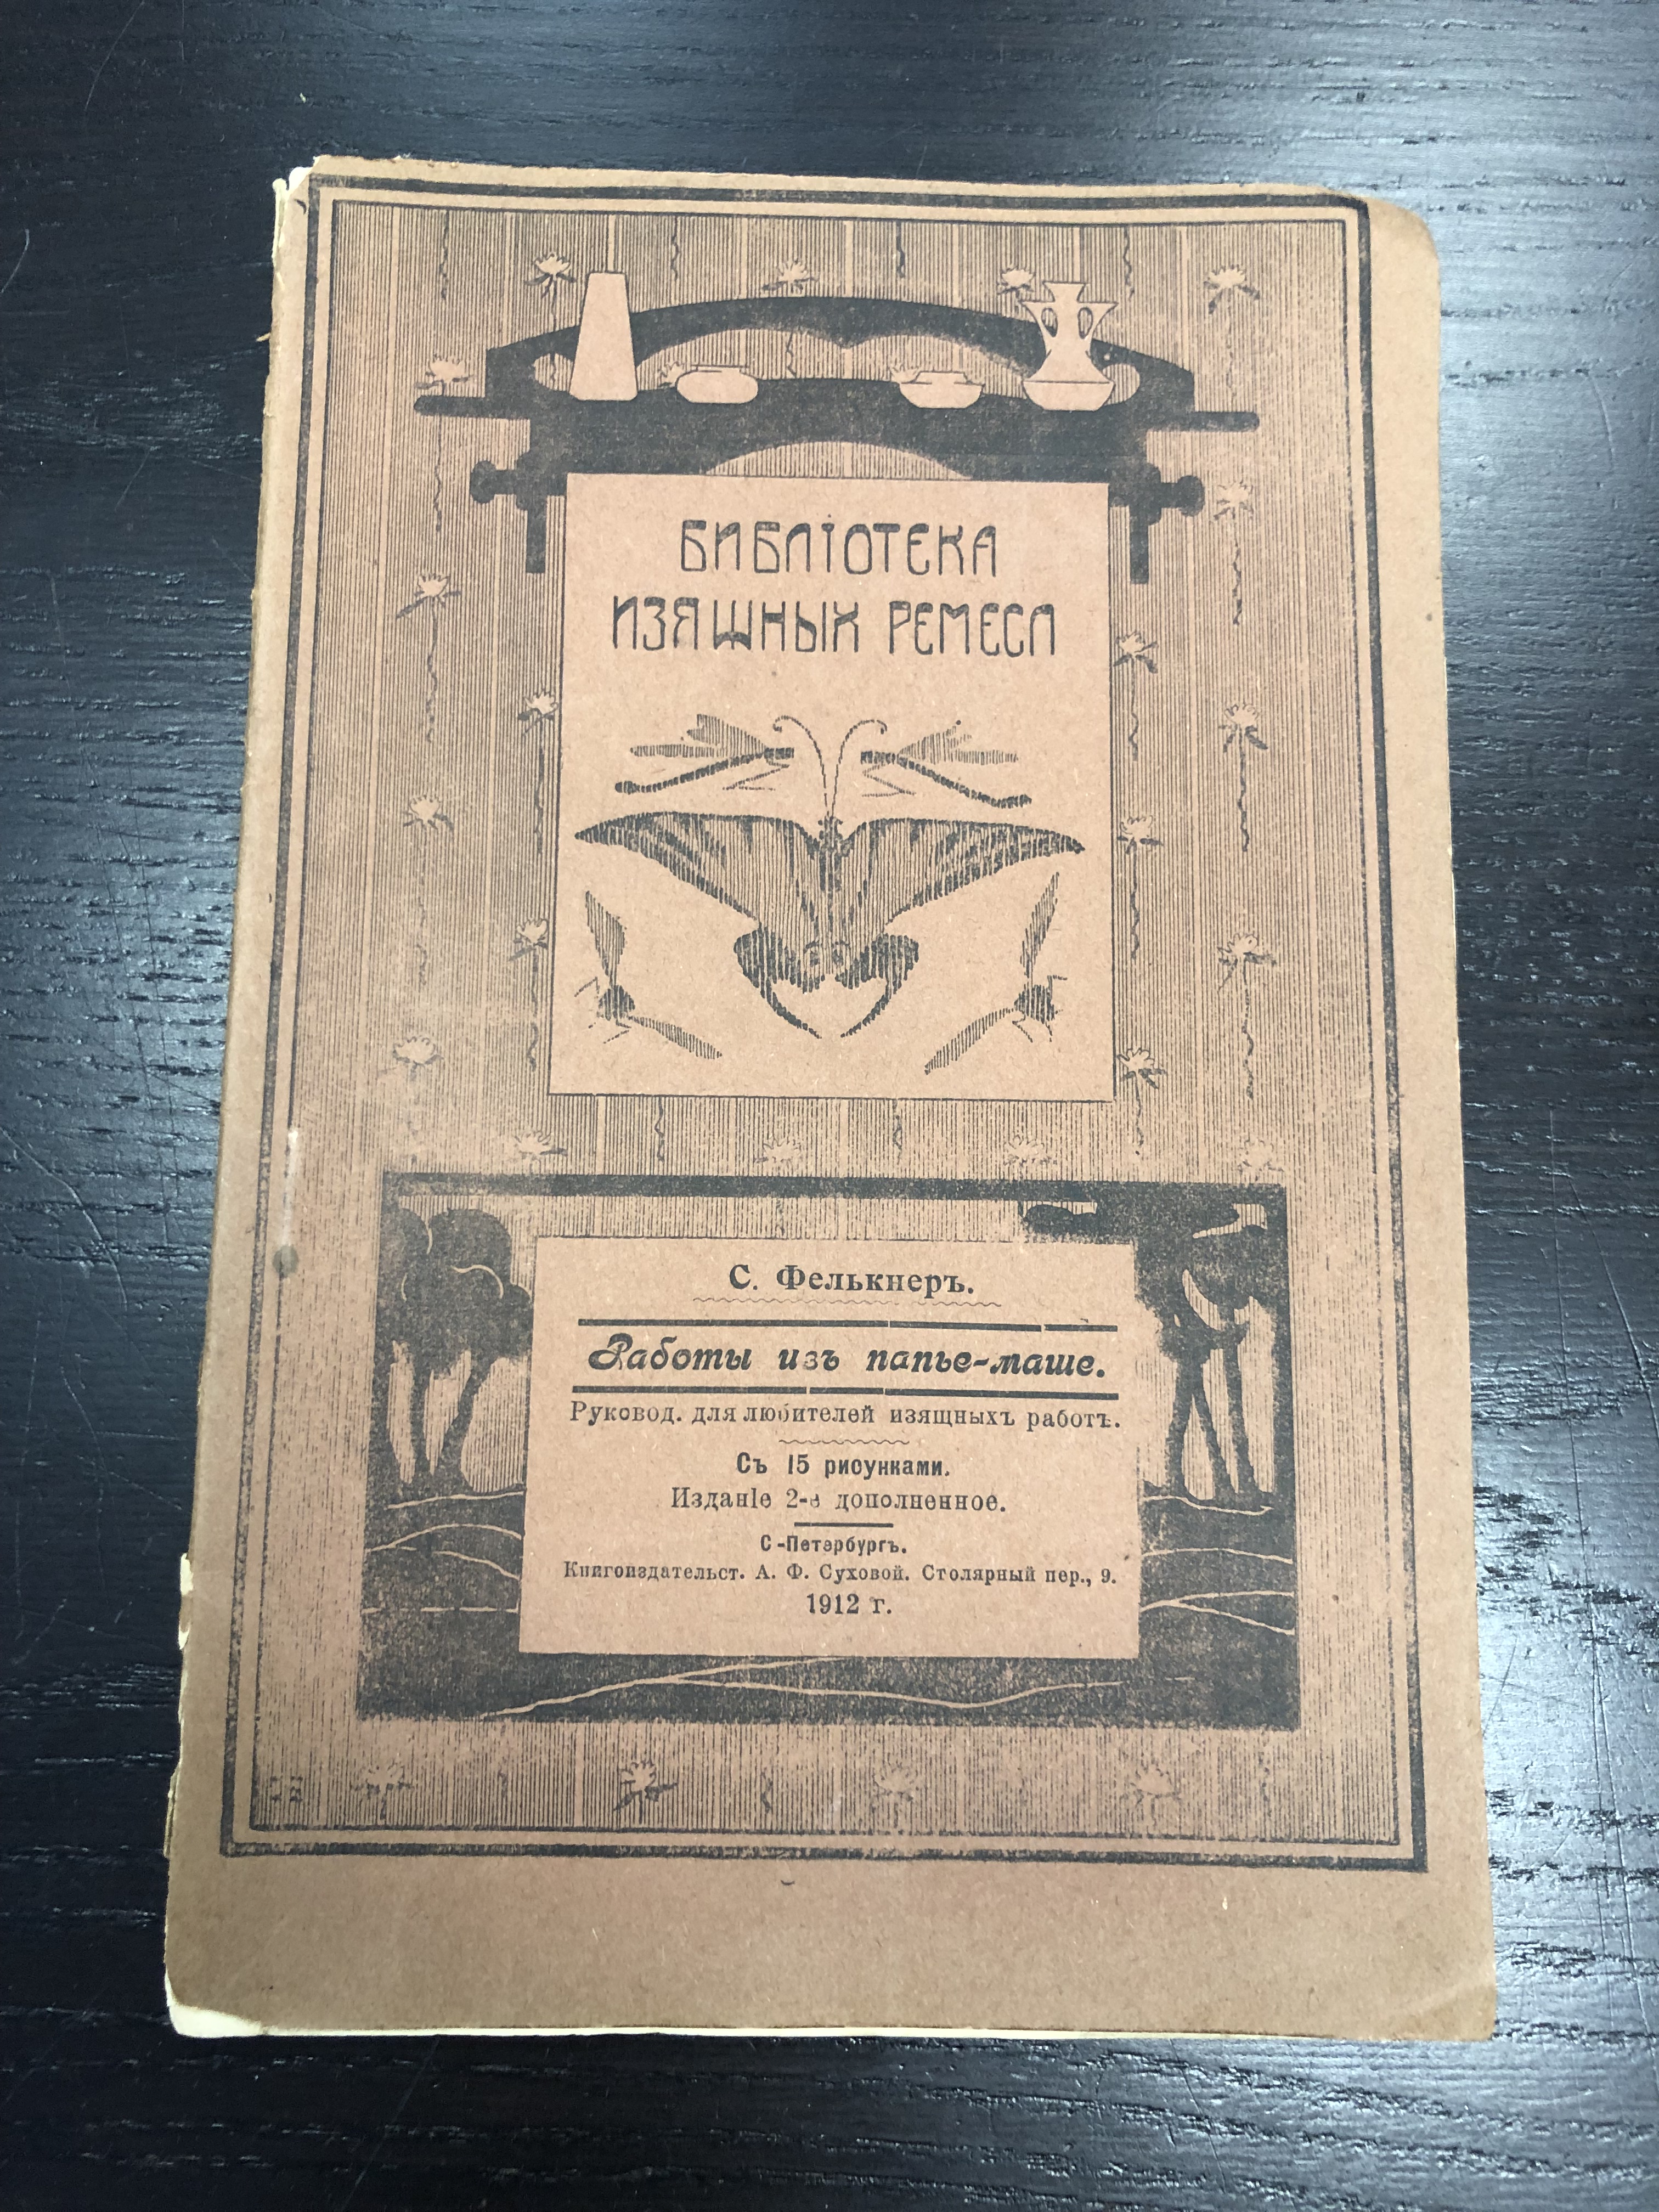 БИБЛІОТЕКА
ИЗЯЩНЫХ РЕМЕСЛ
С. Фелькнеръ.
Работы изъ папье-маше.
Руковод. для любителей изящныхъ работъ.
Съ 15 рисунками.
Изданіе 2-е дополненное.
С-Петербургъ.
Книгоиздательст. А. Ф. Суховой. Столярный пер., 9.
1912 г.